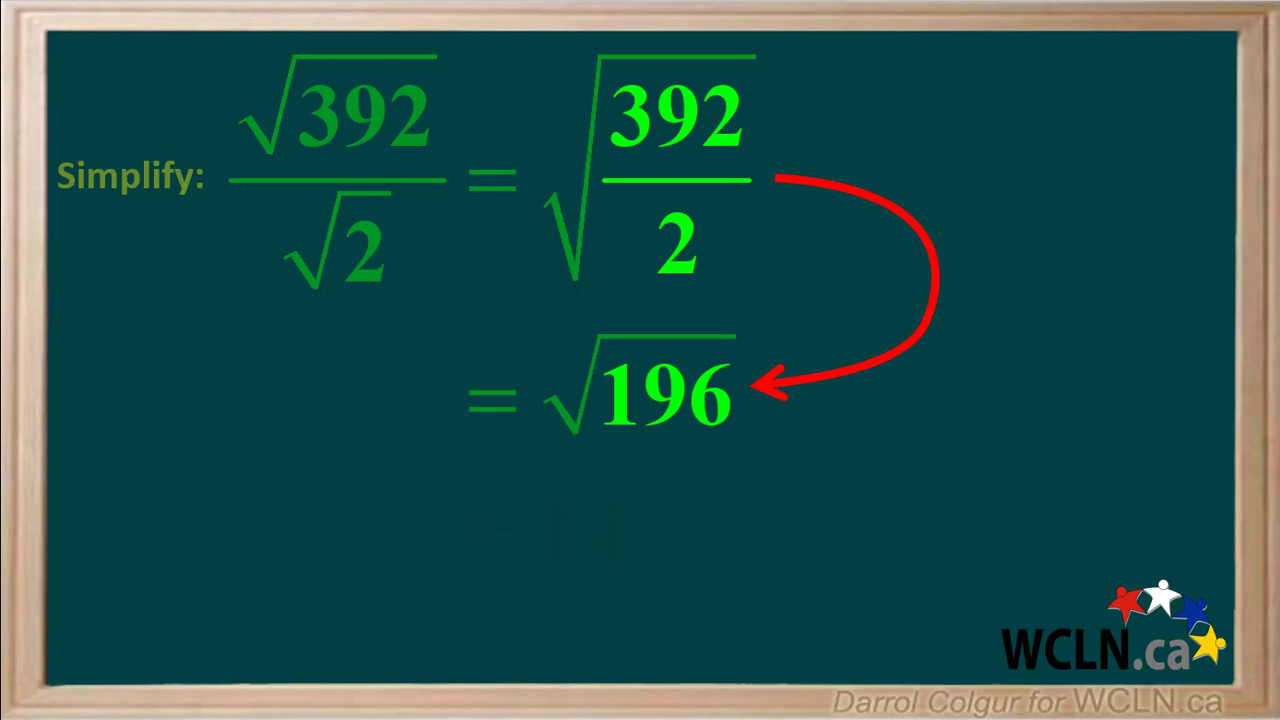 Simplify: √392 / √2 = √(392 / 2)
= √196
WCLN.ca
Darrol Colgur for WCLN.ca